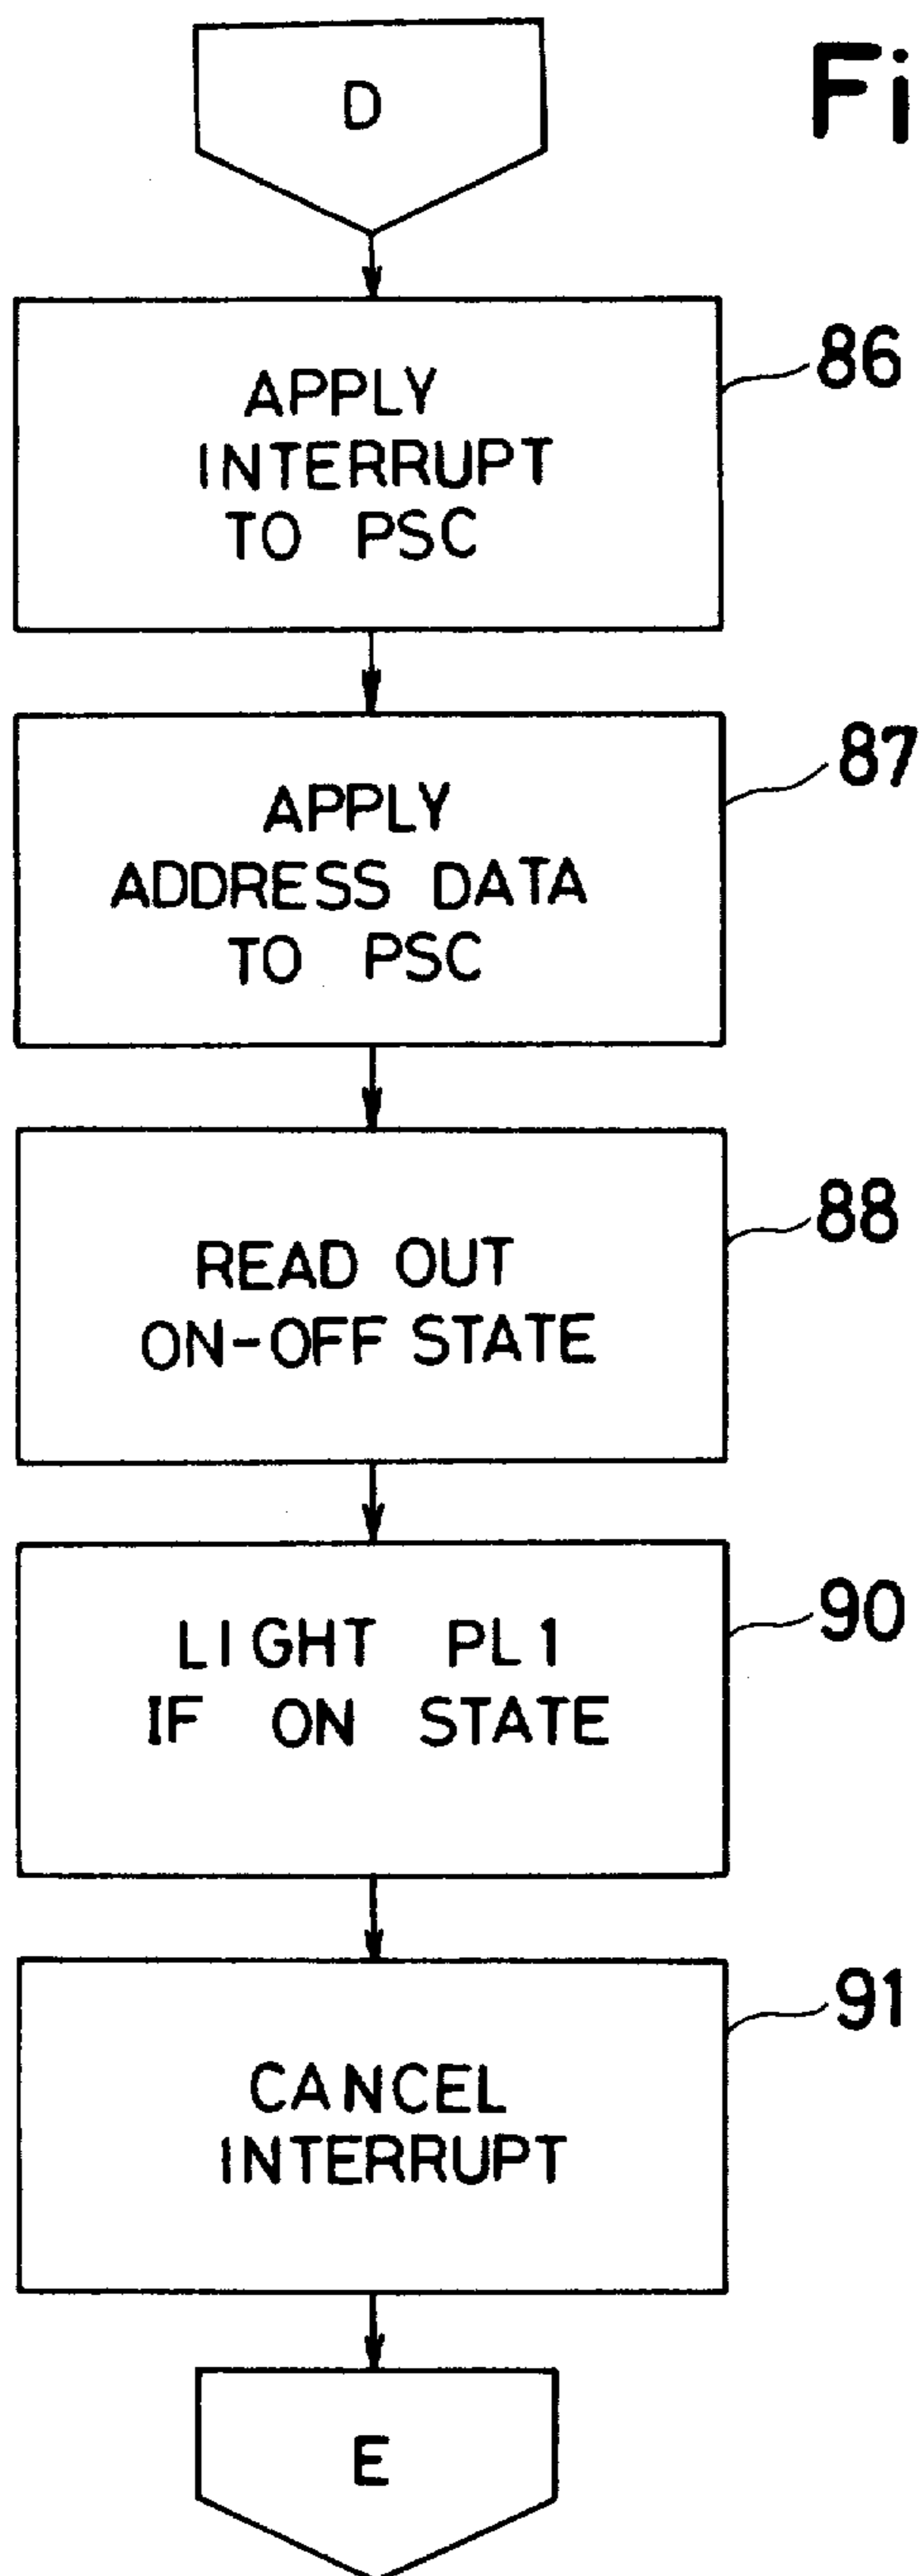 D
Fi
APPLY
INTERRUPT
TO PSC
86
APPLY
ADDRESS DATA
TO PSC
87
READ OUT
ON-OFF STATE
88
LIGHT PL1
IF ON STATE
90
CANCEL
INTERRUPT
91
E